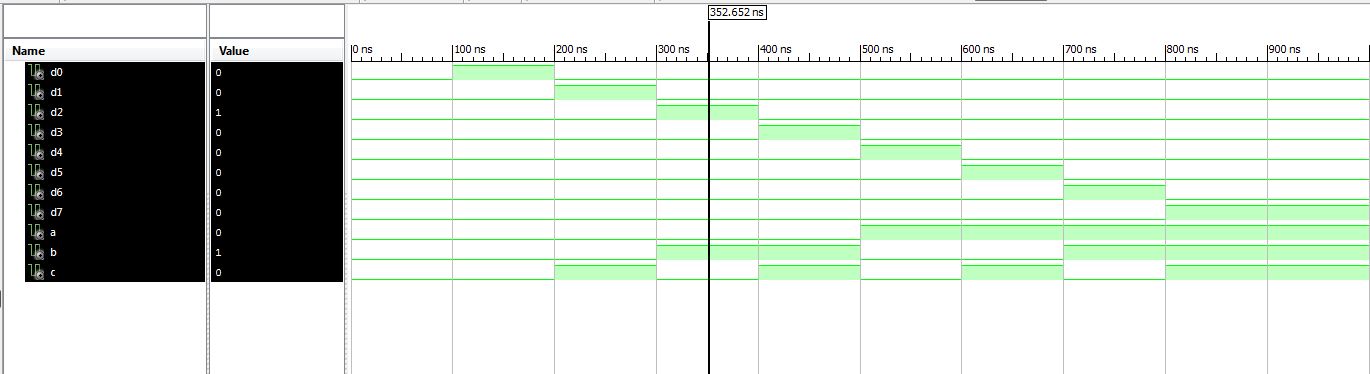 352.652 ns
Name Value 0 ns 100 ns 200 ns 300 ns 400 ns 500 ns 600 ns 700 ns 800 ns 900 ns
d0 0
d1 0
d2 1
d3 0
d4 0
d5 0
d6 0
d7 0
a 0
b 1
c 0